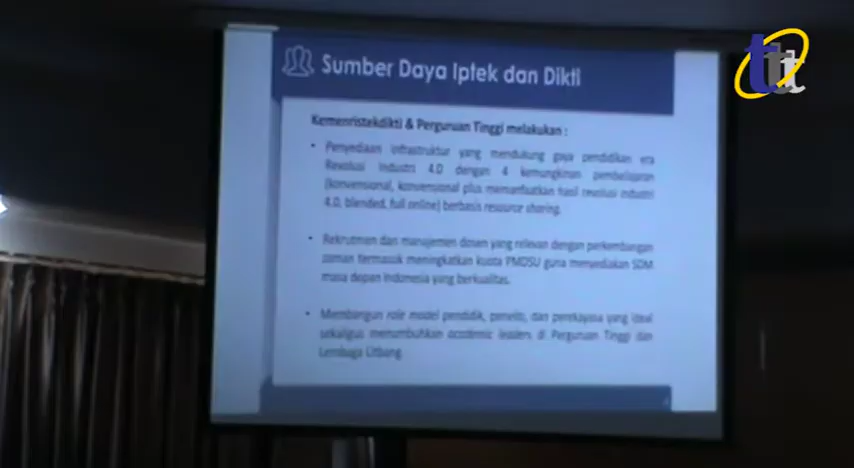 ttt
Sumber Daya Iptek dan Dikti
Kemenristekdikti & Perguruan Tinggi melakukan :
• Penyediaan infrastruktur yang mendukung gaya pendidikan era
Revolusi Industri 4.0 dengan 4 kemungkinan pembelajaran
(konvensional, konvensional plus memanfaatkan hasil revolusi industri
4.0, blended, full online) berbasis resource sharing.
• Rekrutmen dan manajemen dosen yang relevan dengan perkembangan
zaman termasuk meningkatkan kuota PMDSU guna menyediakan SDM
masa depan Indonesia yang berkualitas.
• Membangun role model pendidik, peneliti, dan perekayasa yang ideal
sekaligus menumbuhkan academic leaders di Perguruan Tinggi dan
Lembaga Litbang